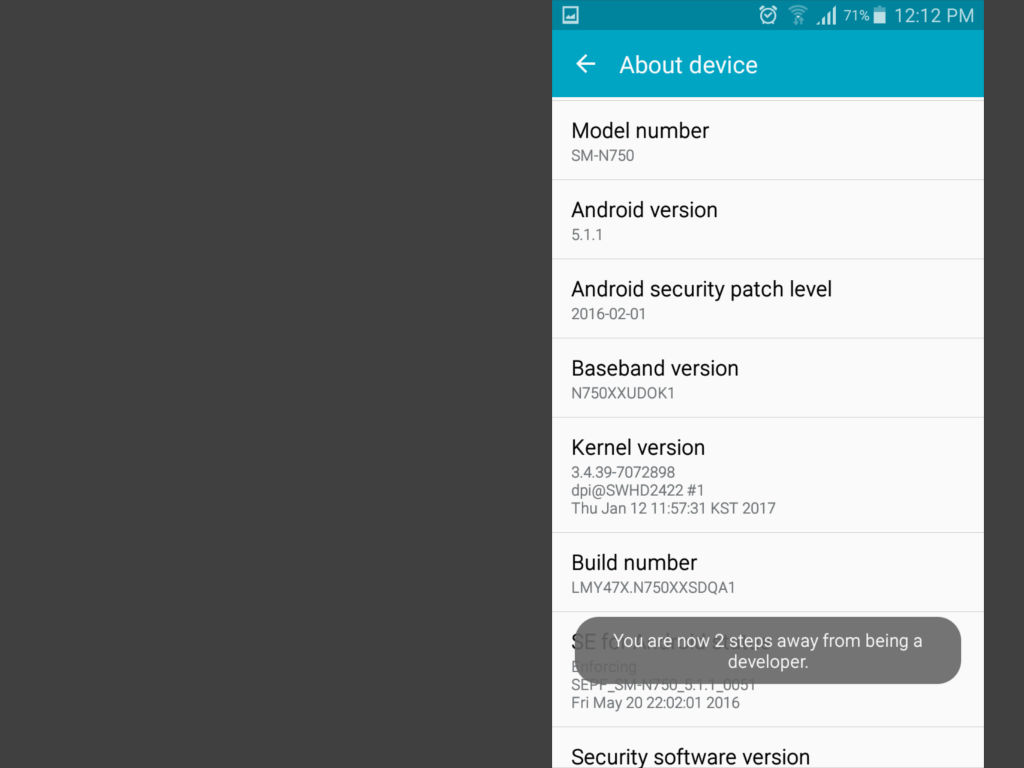 71% 12:12 PM
About device
Model number
SM-N750
Android version
5.1.1
Android security patch level
2016-02-01
Baseband version
N750XXUDOK1
Kernel version
3.4.39-7072898
dpi@SWHD2422 #1
Thu Jan 12 11:57:31 KST 2017
Build number
LMY47X.N750XXSDQA1
SE for Android
You are now 2 steps away from being a
developer.
Enforcing
SEPF_SM-N750_5.1.1_0051
Fri May 20 22:02:01 2016
Security software version